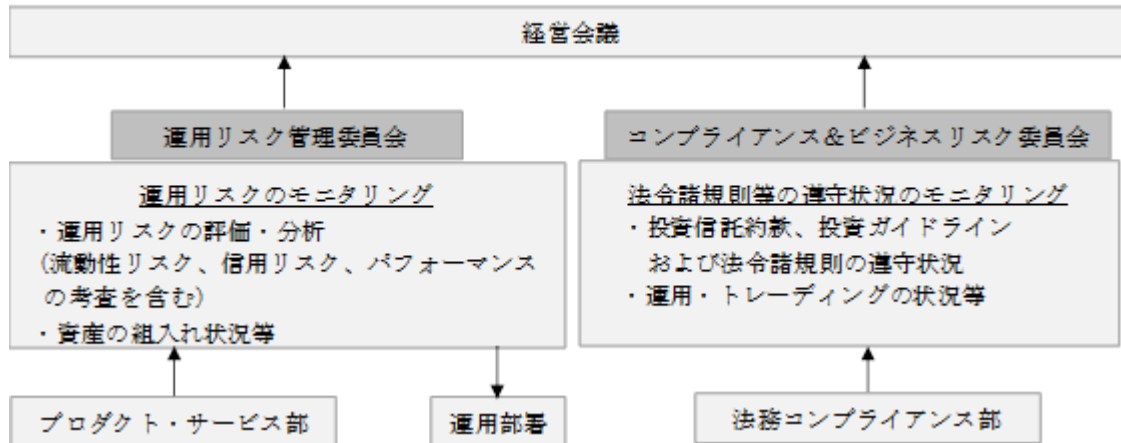 経営会議
運用リスク管理委員会
運用リスクのモニタリング
・運用リスクの評価・分析
(流動性リスク、信用リスク、パフォーマンス
の考査を含む)
・資産の組入れ状況等
コンプライアンス＆ビジネスリスク委員会
法令諸規則等の遵守状況のモニタリング
・投資信託約款、投資ガイドライン
および法令諸規則の遵守状況
・運用・トレーディングの状況等
プロダクト・サービス部
運用部署
法務コンプライアンス部